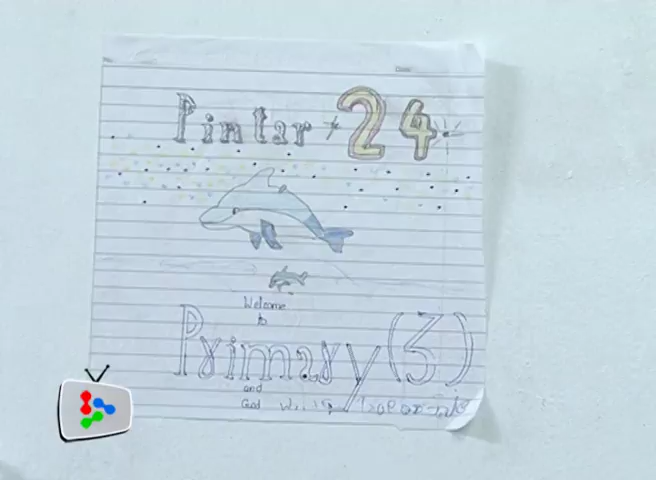 Pintar 24
Welcome
to
Primary (3)
and
God